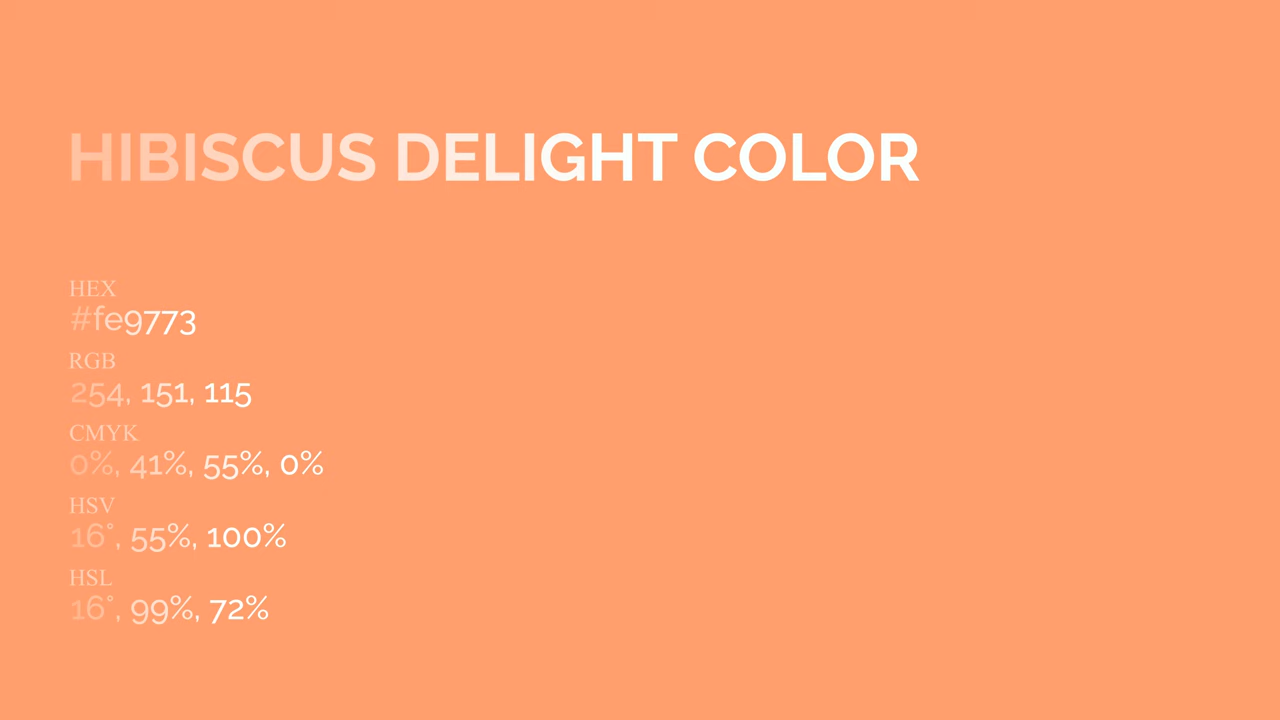 HIBISCUS DELIGHT COLOR
HEX
#fe9773
RGB
254, 151, 115
CMYK
0%, 41%, 55%, 0%
HSV
16°, 55%, 100%
HSL
16°, 99%, 72%